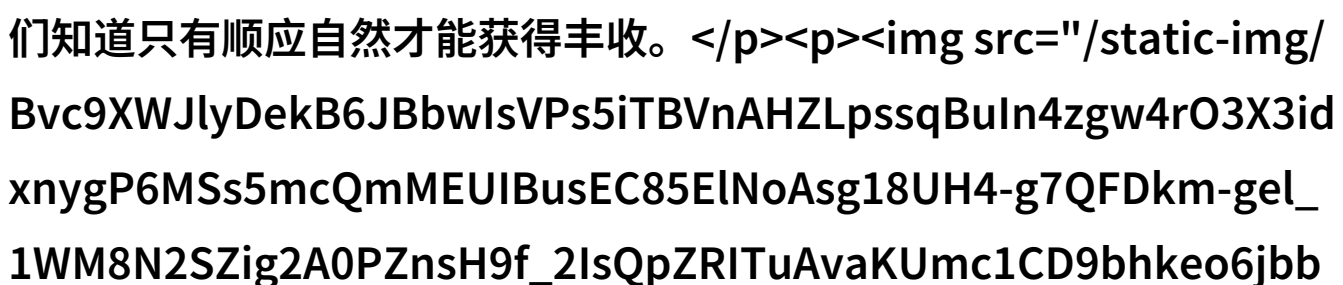 们知道只有顺应自然才能获得丰收。</p><p><img src="/static-img/
Bvc9XWJlyDekB6JBbwIsVPs5iTBVnAHZLpssqBuIn4zgw4rO3X3id
xnygP6MSs5mcQmMEUIBusEC85ElNoAsg18UH4-g7QFDkm-gel_
1WM8N2SZig2A0PZnsH9f_2IsQpZRITuAvaKUmc1CD9bhkeo6jbb